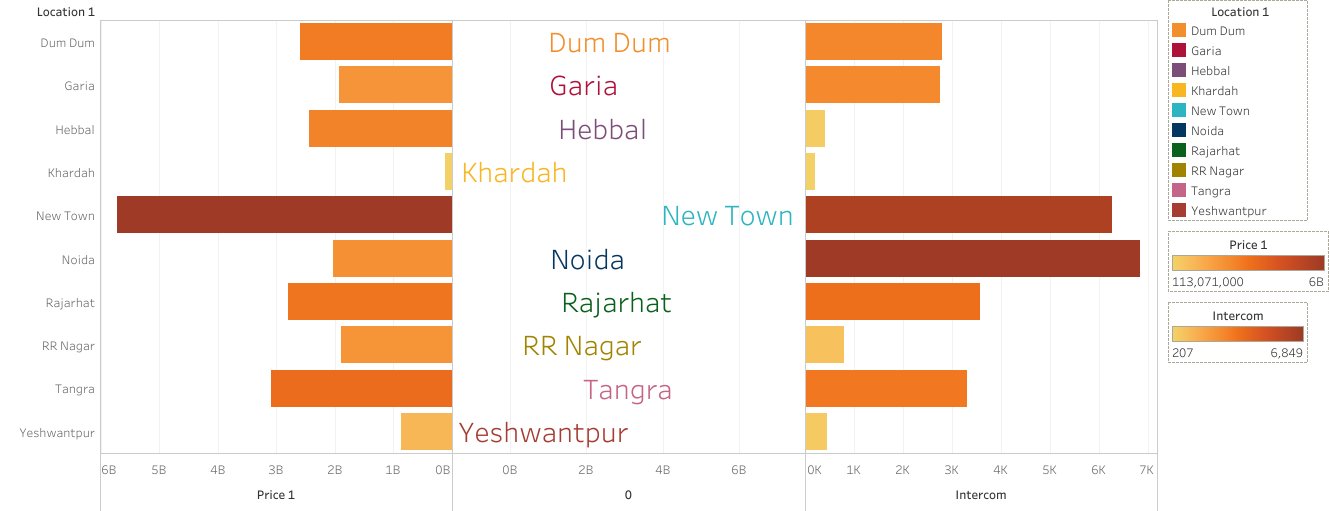 Location 1
Dum Dum
Garia
Hebbal
Khardah
New Town
Noida
Rajarhat
RR Nagar
Tangra
Yeshwantpur
6B 5B 4B 3B 2B 1B 0B
Price 1
Dum Dum
Garia
Hebbal
Khardah
New Town
Noida
Rajarhat
RR Nagar
Tangra
Yeshwantpur
0B 2B 4B 6B
0
0K 1K 2K 3K 4K 5K 6K 7K
Intercom
Location 1
Dum Dum
Garia
Hebbal
Khardah
New Town
Noida
Rajarhat
RR Nagar
Tangra
Yeshwantpur
Price 1
113,071,000 6B
Intercom
207 6,849